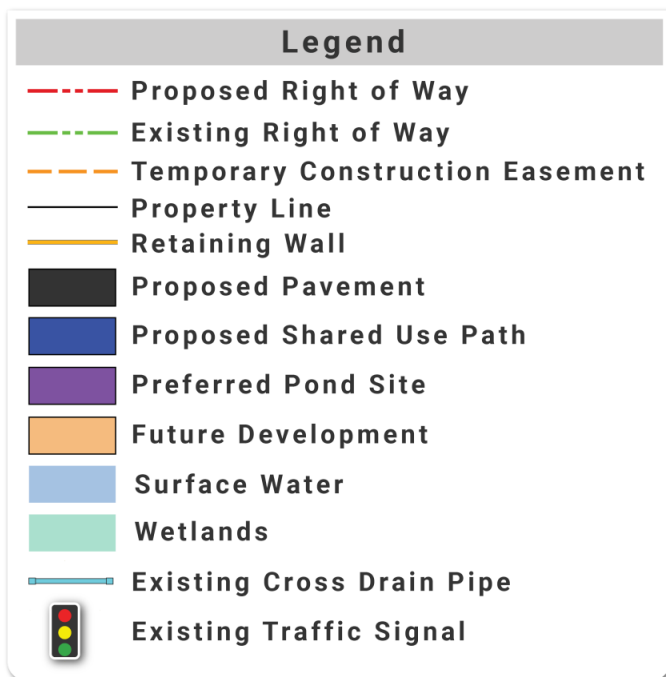 Legend
Proposed Right of Way
Existing Right of Way
Temporary Construction Easement
Property Line
Retaining Wall
Proposed Pavement
Proposed Shared Use Path
Preferred Pond Site
Future Development
Surface Water
Wetlands
Existing Cross Drain Pipe
Existing Traffic Signal